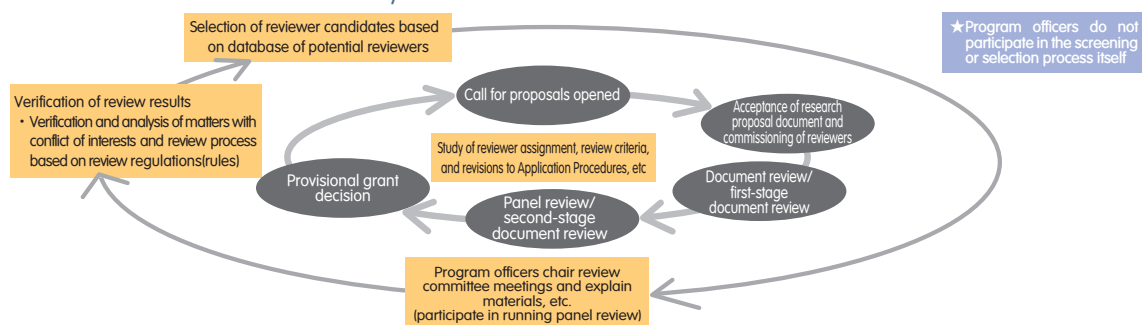 Selection of reviewer candidates based
on database of potential reviewers
★Program officers do not
participate in the screening
or selection process itself
Verification of review results
・Verification and analysis of matters with
conflict of interests and review process
based on review regulations(rules)
Call for proposals opened
Acceptance of research
proposal document and
commissioning of reviewers
Study of reviewer assignment, review criteria,
and revisions to Application Procedures, etc
Provisional grant
decision
Document review/
first-stage
document review
Panel review/
second-stage
document review
Program officers chair review
committee meetings and explain
materials, etc.
(participate in running panel review)